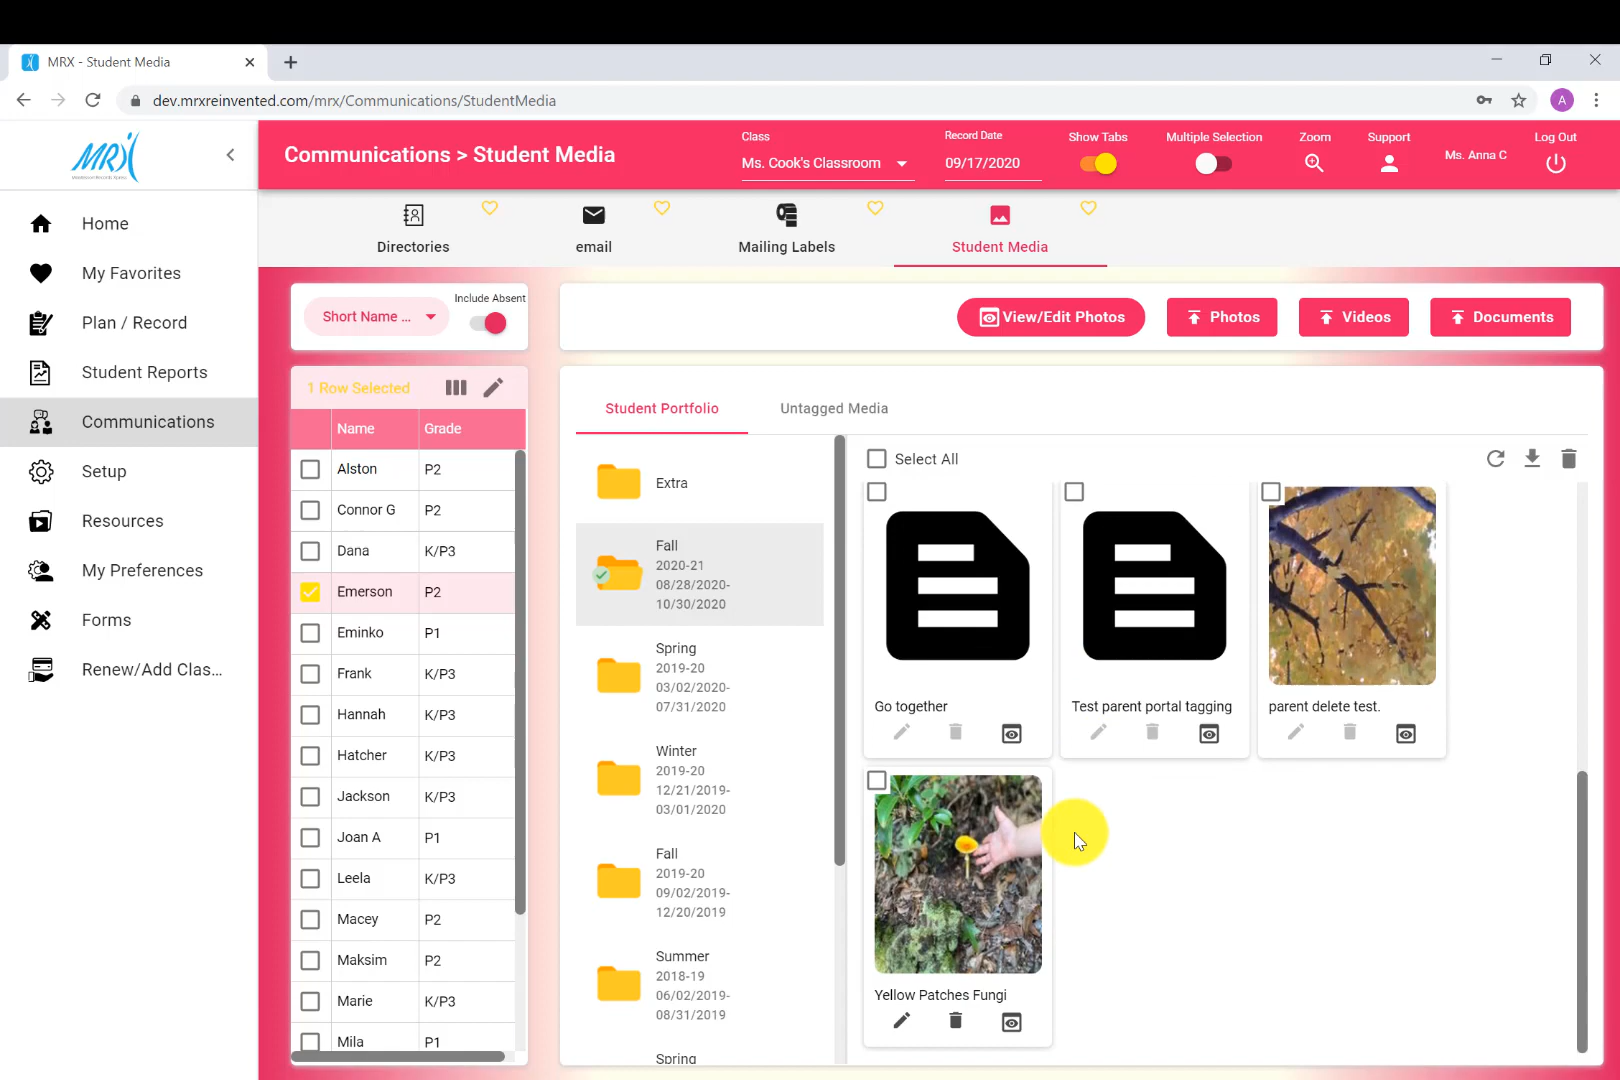 MRX - Student Media
dev.mrxreinvented.com/mrx/Communications/StudentMedia
A
MRX
Communications > Student Media
Class
Ms. Cook's Classroom
Record Date
09/17/2020
Show Tabs
Multiple Selection
Zoom
Support
Ms. Anna C
Log Out
Home
My Favorites
Plan / Record
Student Reports
Communications
Setup
Resources
My Preferences
Forms
Renew/Add Clas...
Directories
email
Mailing Labels
Student Media
Short Name ...
Include Absent
View/Edit Photos
Photos
Videos
Documents
1 Row Selected
Name Grade
Alston P2
Connor G P2
Dana K/P3
Emerson P2
Eminko P1
Frank K/P3
Hannah K/P3
Hatcher K/P3
Jackson K/P3
Joan A P1
Leela K/P3
Macey P2
Maksim P2
Marie K/P3
Mila P1
Student Portfolio
Untagged Media
Extra
Fall
2020-21
08/28/2020-
10/30/2020
Spring
2019-20
03/02/2020-
07/31/2020
Winter
2019-20
12/21/2019-
03/01/2020
Fall
2019-20
09/02/2019-
12/20/2019
Summer
2018-19
06/02/2019-
08/31/2019
Spring
Select All
Go together
Test parent portal tagging
parent delete test.
Yellow Patches Fungi